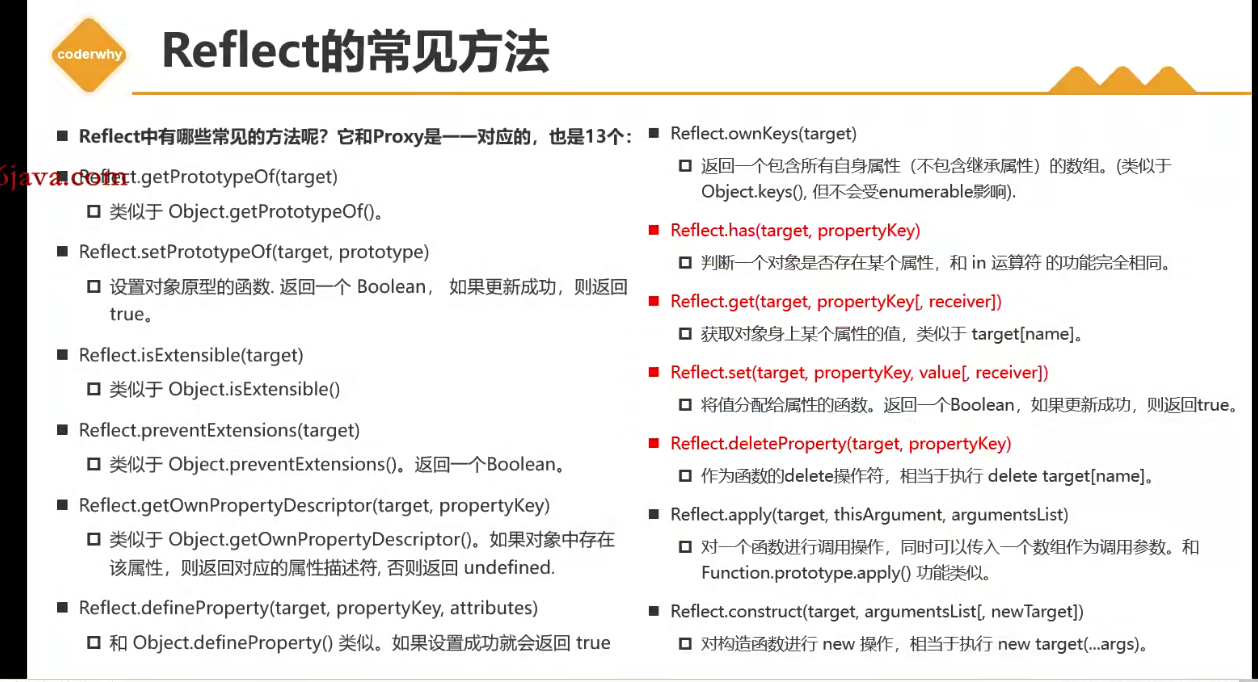 coderwhy
Reflect的常见方法
Reflect中有哪些常见的方法呢？它和Proxy是一一对应的，也是13个：
6java.com
Reflect.getPrototypeOf(target)
类似于 Object.getPrototypeOf()。
Reflect.setPrototypeOf(target, prototype)
设置对象原型的函数. 返回一个 Boolean， 如果更新成功，则返回
true。
Reflect.isExtensible(target)
类似于 Object.isExtensible()
Reflect.preventExtensions(target)
类似于 Object.preventExtensions()。返回一个Boolean。
Reflect.getOwnPropertyDescriptor(target, propertyKey)
类似于 Object.getOwnPropertyDescriptor()。如果对象中存在
该属性，则返回对应的属性描述符, 否则返回 undefined.
Reflect.defineProperty(target, propertyKey, attributes)
和 Object.defineProperty() 类似。如果设置成功就会返回 true
Reflect.ownKeys(target)
返回一个包含所有自身属性（不包含继承属性）的数组。(类似于
Object.keys(), 但不会受enumerable影响).
Reflect.has(target, propertyKey)
判断一个对象是否存在某个属性，和 in 运算符 的功能完全相同。
Reflect.get(target, propertyKey[, receiver])
获取对象身上某个属性的值，类似于 target[name]。
Reflect.set(target, propertyKey, value[, receiver])
将值分配给属性的函数。返回一个Boolean，如果更新成功，则返回true。
Reflect.deleteProperty(target, propertyKey)
作为函数的delete操作符，相当于执行 delete target[name]。
Reflect.apply(target, thisArgument, argumentsList)
对一个函数进行调用操作，同时可以传入一个数组作为调用参数。和
Function.prototype.apply() 功能类似。
Reflect.construct(target, argumentsList[, newTarget])
对构造函数进行 new 操作，相当于执行 new target(...args)。